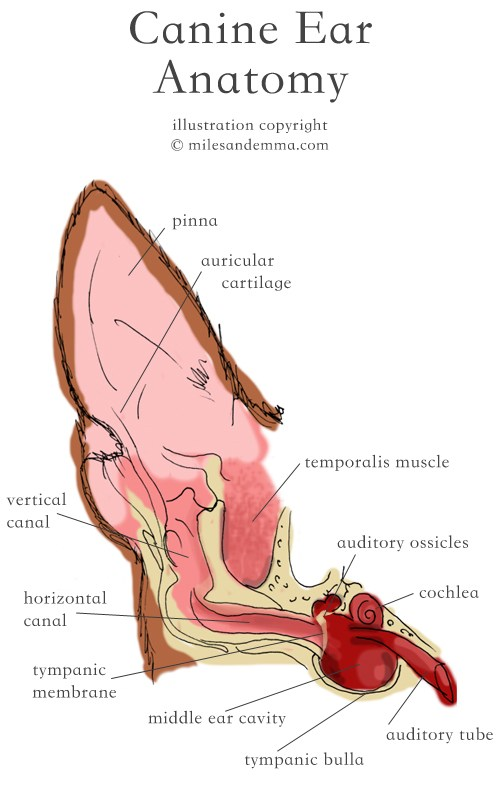 Canine Ear
Anatomy
illustration copyright
© milesandemma.com
pinna
auricular
cartilage
temporalis muscle
vertical
canal
auditory ossicles
cochlea
horizontal
canal
tympanic
membrane
middle ear cavity
auditory tube
tympanic bulla